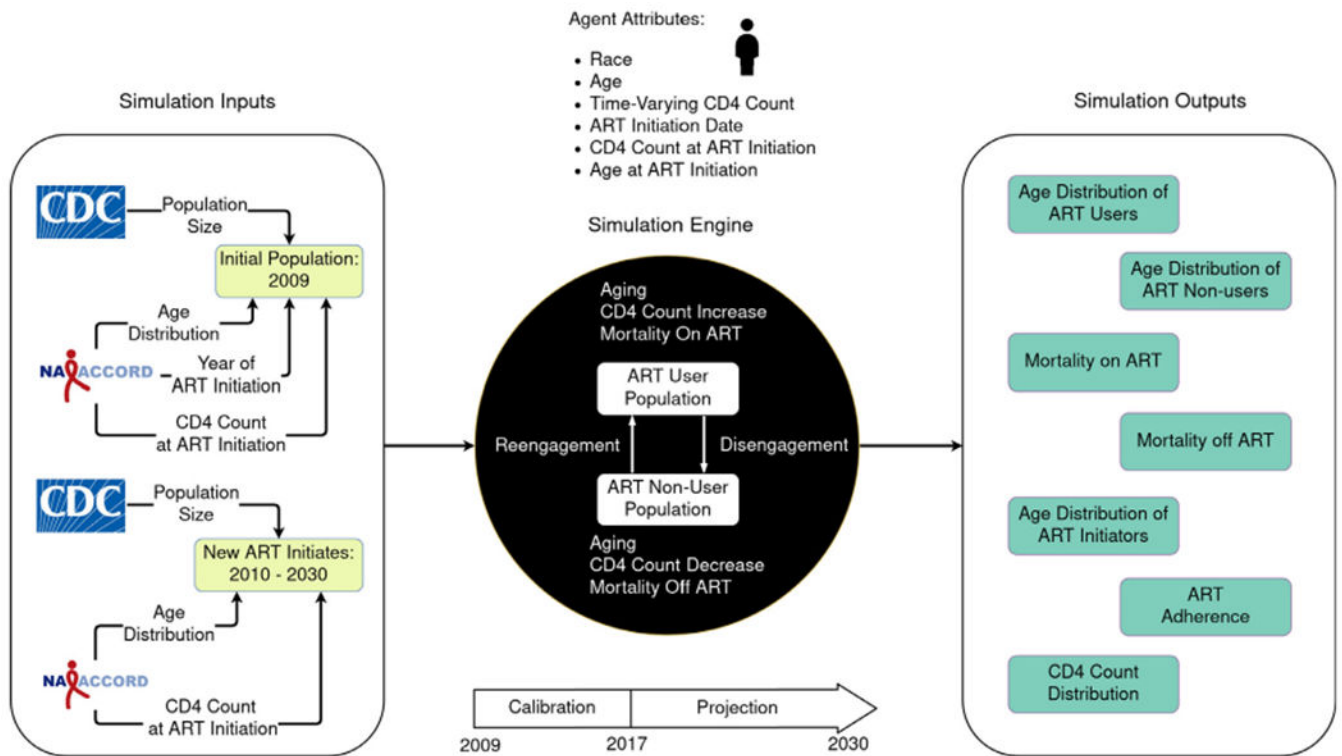 Agent Attributes:
• Race
• Age
• Time-Varying CD4 Count
• ART Initiation Date
• CD4 Count at ART Initiation
• Age at ART Initiation
Simulation Inputs
CDC
Population
Size
Initial Population:
2009
Age
Distribution
NA ACCORD
Year of
ART Initiation
CD4 Count
at ART Initiation
CDC
Population
Size
New ART Initiates:
2010 - 2030
Age
Distribution
NA ACCORD
CD4 Count
at ART Initiation
Simulation Engine
Aging
CD4 Count Increase
Mortality On ART
ART User
Population
Reengagement
Disengagement
ART Non-User
Population
Aging
CD4 Count Decrease
Mortality Off ART
Calibration
Projection
2009
2017
2030
Simulation Outputs
Age Distribution of
ART Users
Age Distribution of
ART Non-users
Mortality on ART
Mortality off ART
Age Distribution of
ART Initiators
ART
Adherence
CD4 Count
Distribution